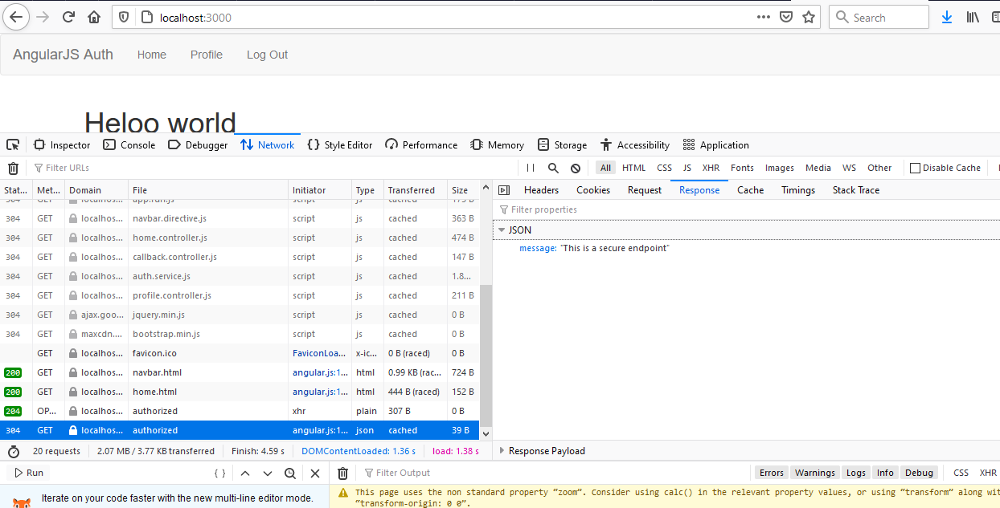 localhost:3000
Search
AngularJS Auth Home Profile Log Out
Heloo world
Inspector Console Debugger Network Style Editor Performance Memory Storage Accessibility Application
Filter URLs
All HTML CSS JS XHR Fonts Images Media WS Other Disable Cache
Stat... Met... Domain File Initiator Type Transferred Size
Headers Cookies Request Response Cache Timings Stack Trace
304 GET localhos... app.run.js script js cached 175 B
Filter properties
304 GET localhos... navbar.directive.js script js cached 363 B
JSON
304 GET localhos... home.controller.js script js cached 474 B
message: "This is a secure endpoint"
304 GET localhos... callback.controller.js script js cached 147 B
304 GET localhos... auth.service.js script js cached 1.8...
304 GET localhos... profile.controller.js script js cached 211 B
304 GET ajax.goo... jquery.min.js script js cached 0 B
304 GET maxcdn.... bootstrap.min.js script js cached 0 B
GET localhos... favicon.ico FaviconLoa... x-ic... 0 B (raced) 0 B
200 GET localhos... navbar.html angular.js:1... html 0.99 KB (rac... 724 B
200 GET localhos... home.html angular.js:1... html 444 B (raced) 152 B
204 OP... localhos... authorized xhr plain 307 B 0 B
304 GET localhos... authorized angular.js:1... json cached 39 B
20 requests 2.07 MB / 3.77 KB transferred Finish: 4.59 s DOMContentLoaded: 1.36 s load: 1.38 s
Response Payload
Run { }
Filter Output
Errors Warnings Logs Info Debug CSS XHR
Iterate on your code faster with the new multi-line editor mode.
This page uses the non standard property “zoom”. Consider using calc() in the relevant property values, or using “transform” along wit
“transform-origin: 0 0”.